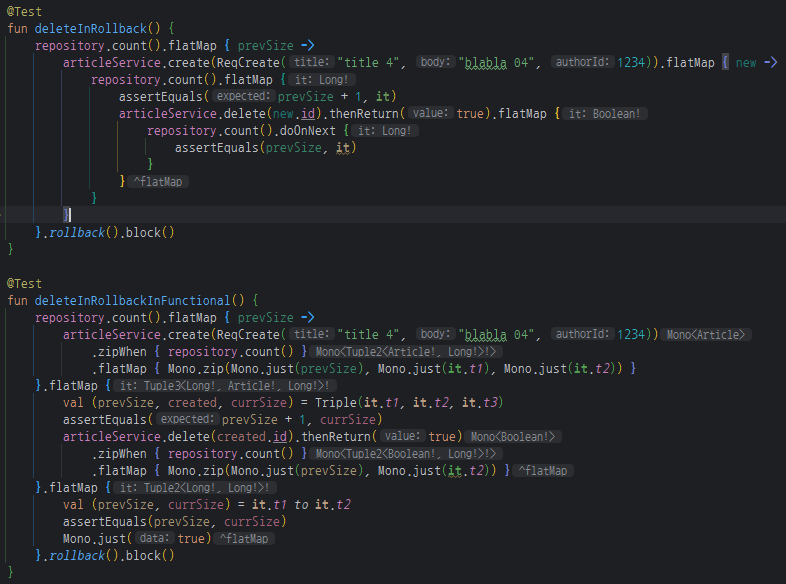 @Test
fun deleteInRollback() {
    repository.count().flatMap { prevSize ->
        articleService.create(ReqCreate( title: "title 4", body: "blabla 04", authorId: 1234)).flatMap { new ->
            repository.count().flatMap { it: Long!
                assertEquals( expected: prevSize + 1, it)
                articleService.delete(new.id).thenReturn( value: true).flatMap { it: Boolean!
                    repository.count().doOnNext { it: Long!
                        assertEquals(prevSize, it)
                    }
                } ^flatMap
            }
        }
    }.rollback().block()
}
@Test
fun deleteInRollbackInFunctional() {
    repository.count().flatMap { prevSize ->
        articleService.create(ReqCreate( title: "title 4", body: "blabla 04", authorId: 1234)) Mono<Article>
            .zipWhen { repository.count() } Mono<Tuple2<Article!, Long!>!>
            .flatMap { Mono.zip(Mono.just(prevSize), Mono.just(it.t1), Mono.just(it.t2)) }
    }.flatMap { it: Tuple3<Long!, Article!, Long!>!
        val (prevSize, created, currSize) = Triple(it.t1, it.t2, it.t3)
        assertEquals( expected: prevSize + 1, currSize)
        articleService.delete(created.id).thenReturn( value: true) Mono<Boolean!>
            .zipWhen { repository.count() } Mono<Tuple2<Boolean!, Long!>!>
            .flatMap { Mono.zip(Mono.just(prevSize), Mono.just(it.t2)) } ^flatMap
    }.flatMap { it: Tuple2<Long!, Long!>!
        val (prevSize, currSize) = it.t1 to it.t2
        assertEquals(prevSize, currSize)
        Mono.just( data: true) ^flatMap
    }.rollback().block()
}